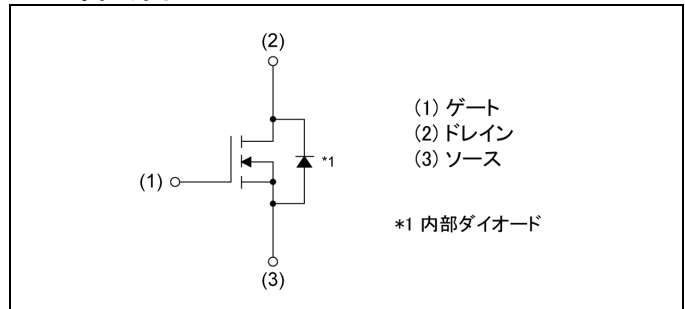 (2)
(1) ゲート
(2) ドレイン
(3) ソース
*1
(1)
*1 内部ダイオード
(3)